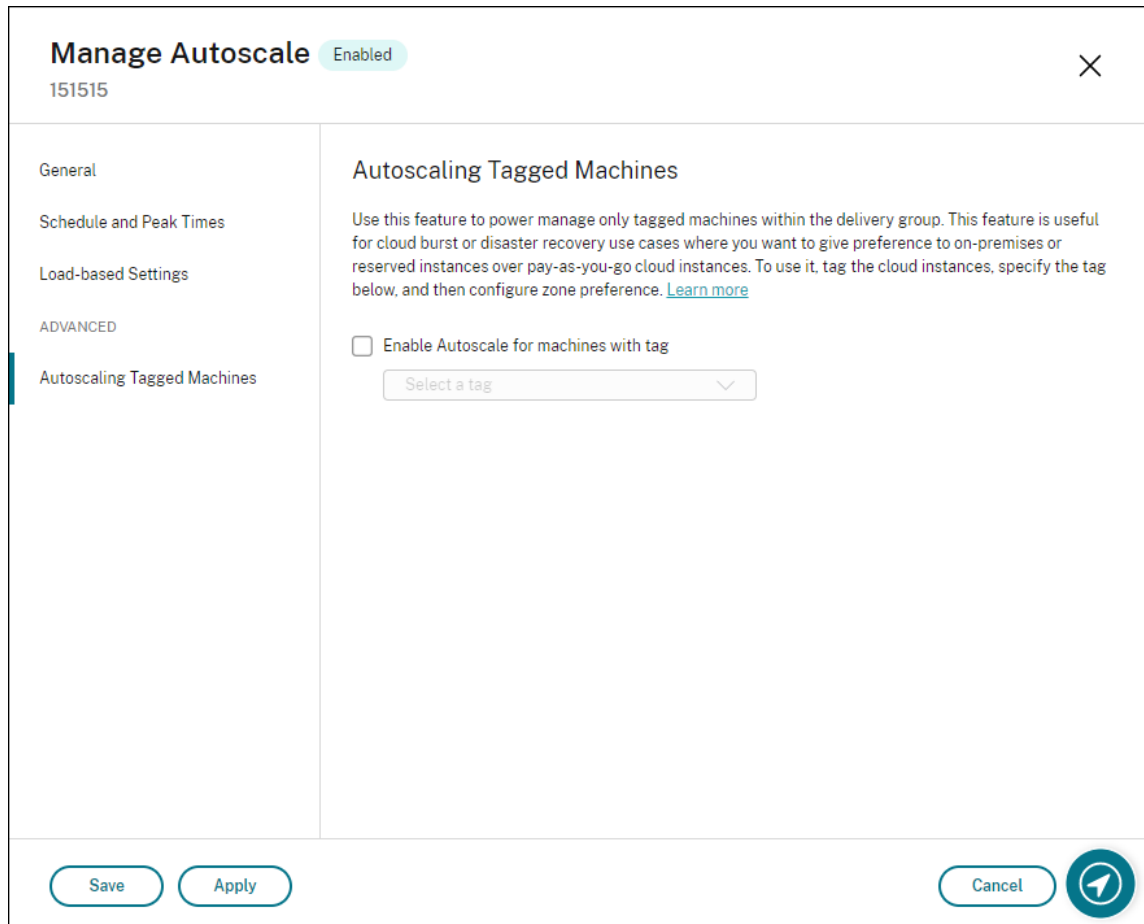 Manage Autoscale Enabled
151515
General
Schedule and Peak Times
Load-based Settings
ADVANCED
Autoscaling Tagged Machines
Autoscaling Tagged Machines
Use this feature to power manage only tagged machines within the delivery group. This feature is useful
for cloud burst or disaster recovery use cases where you want to give preference to on-premises or
reserved instances over pay-as-you-go cloud instances. To use it, tag the cloud instances, specify the tag
below, and then configure zone preference. Learn more
Enable Autoscale for machines with tag
Select a tag
Save Apply Cancel